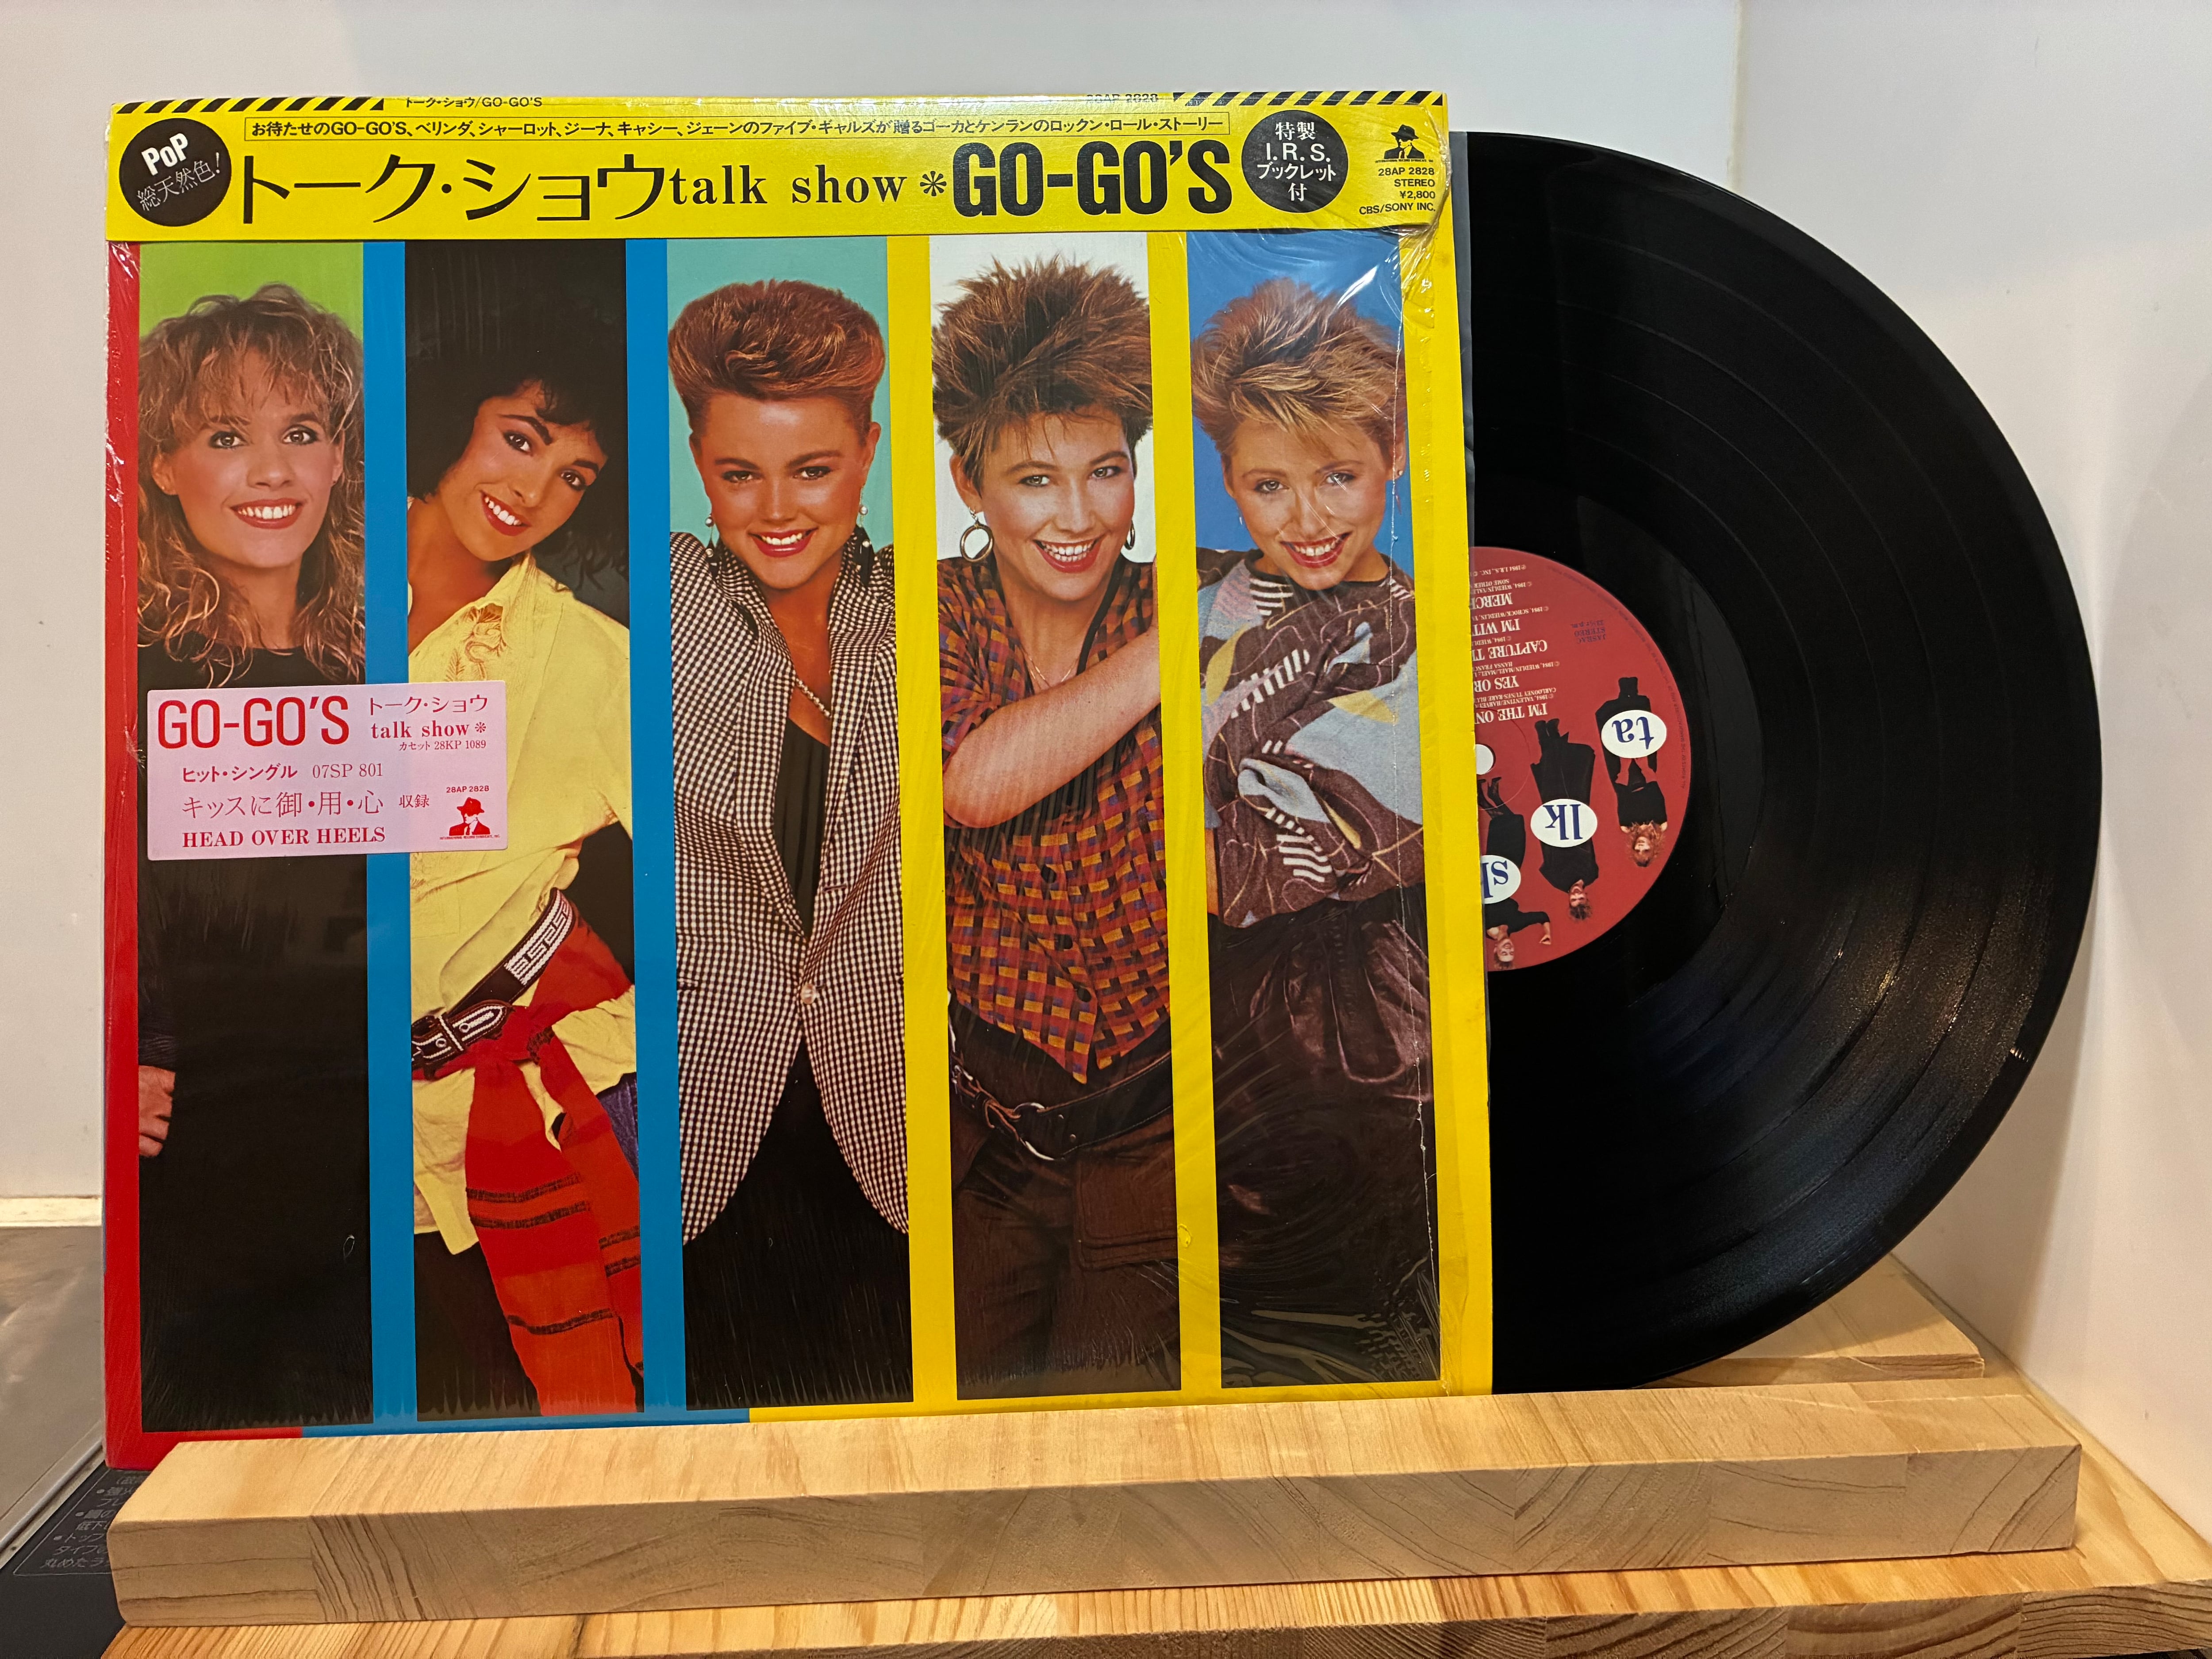 トーク・ショウ/GO-GO'S
28AP 2828
お待たせのGO-GO'S、ベリンダ、シャーロット、ジーナ、キャシー、ジェーンのファイブ・ギャルズが贈るゴーカとケンランのロックン・ロール・ストーリー
PoP
総天然色!
トーク・ショウtalk show*GO-GO'S
特製
I.R.S.
ブックレット
付
28AP 2828
STEREO
¥2,800
CBS/SONY INC.
GO-GO'S トーク・ショウ
talk show*
カセット 28KP 1089
ヒット・シングル 07SP 801
キッスに御・用・心 収録
HEAD OVER HEELS
28AP 2828
I'M THE
YES OR
CAPTURE
I'M
STEREO
ta
lk